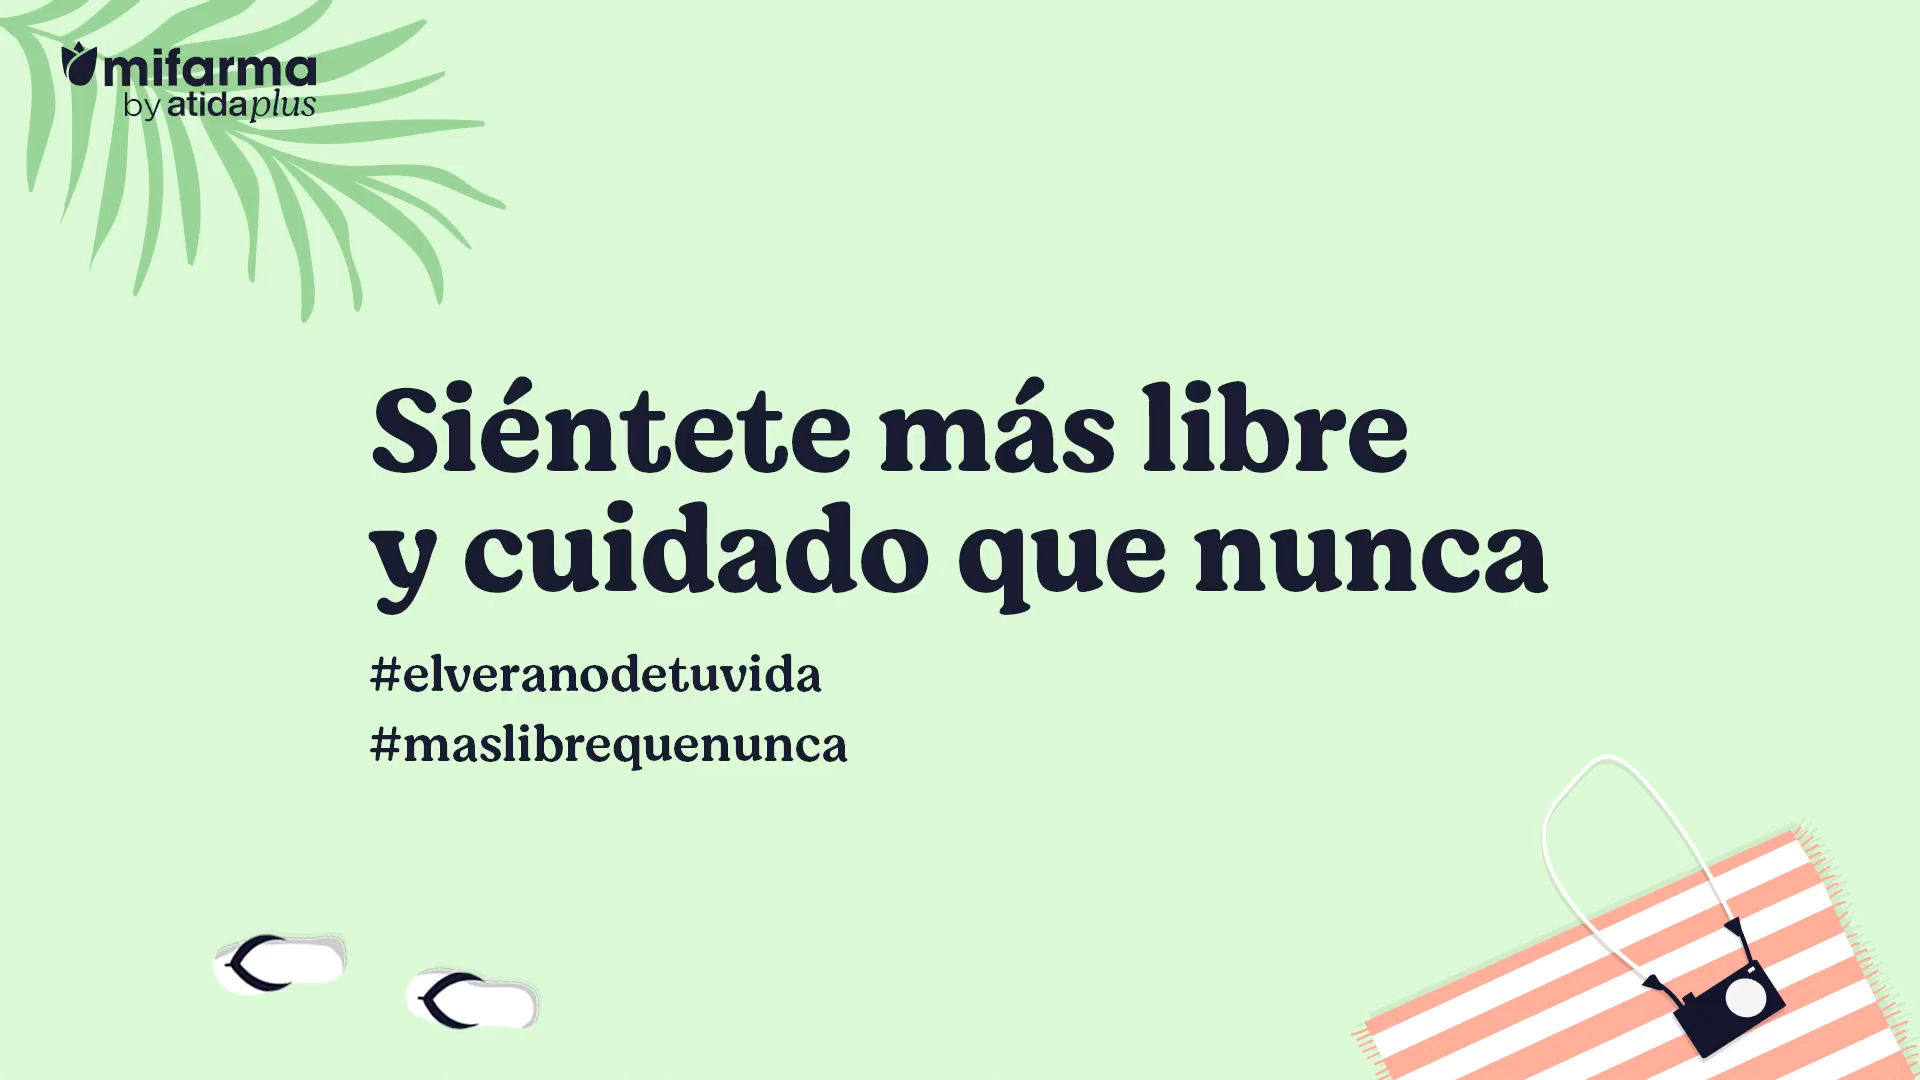 mifarma
by atidaplus
Siéntete más libre
y cuidado que nunca
#elveranodetuvida
#maslibrequenunca